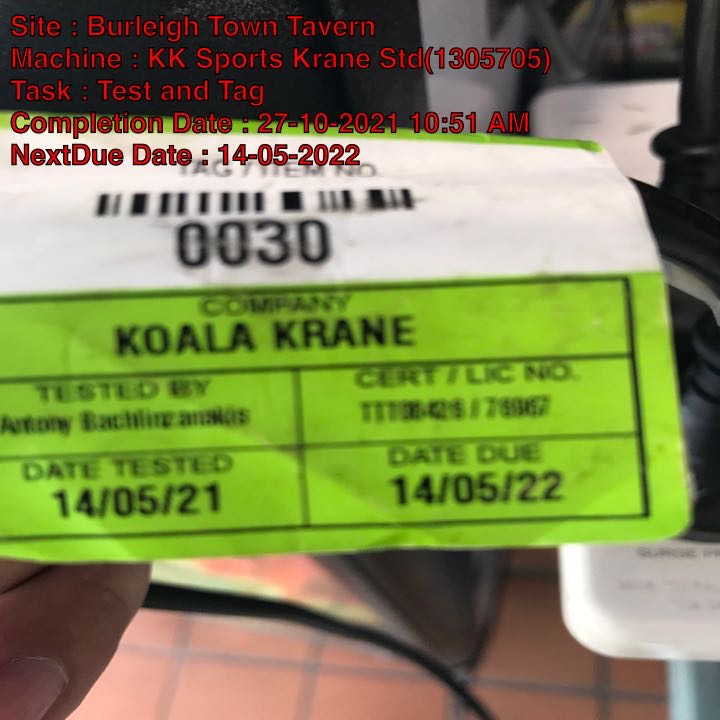 Site : Burleigh Town Tavern
Machine : KK Sports Krane Std(1305705)
Task : Test and Tag
Completion Date : 27-10-2021 10:51 AM
NextDue Date : 14-05-2022
TAG / ITEM NO.
0030
COMPANY
KOALA KRANE
TESTED BY
CERT / LIC NO.
Antony
DATE TESTED
DATE DUE
14/05/21
14/05/22
SURGE